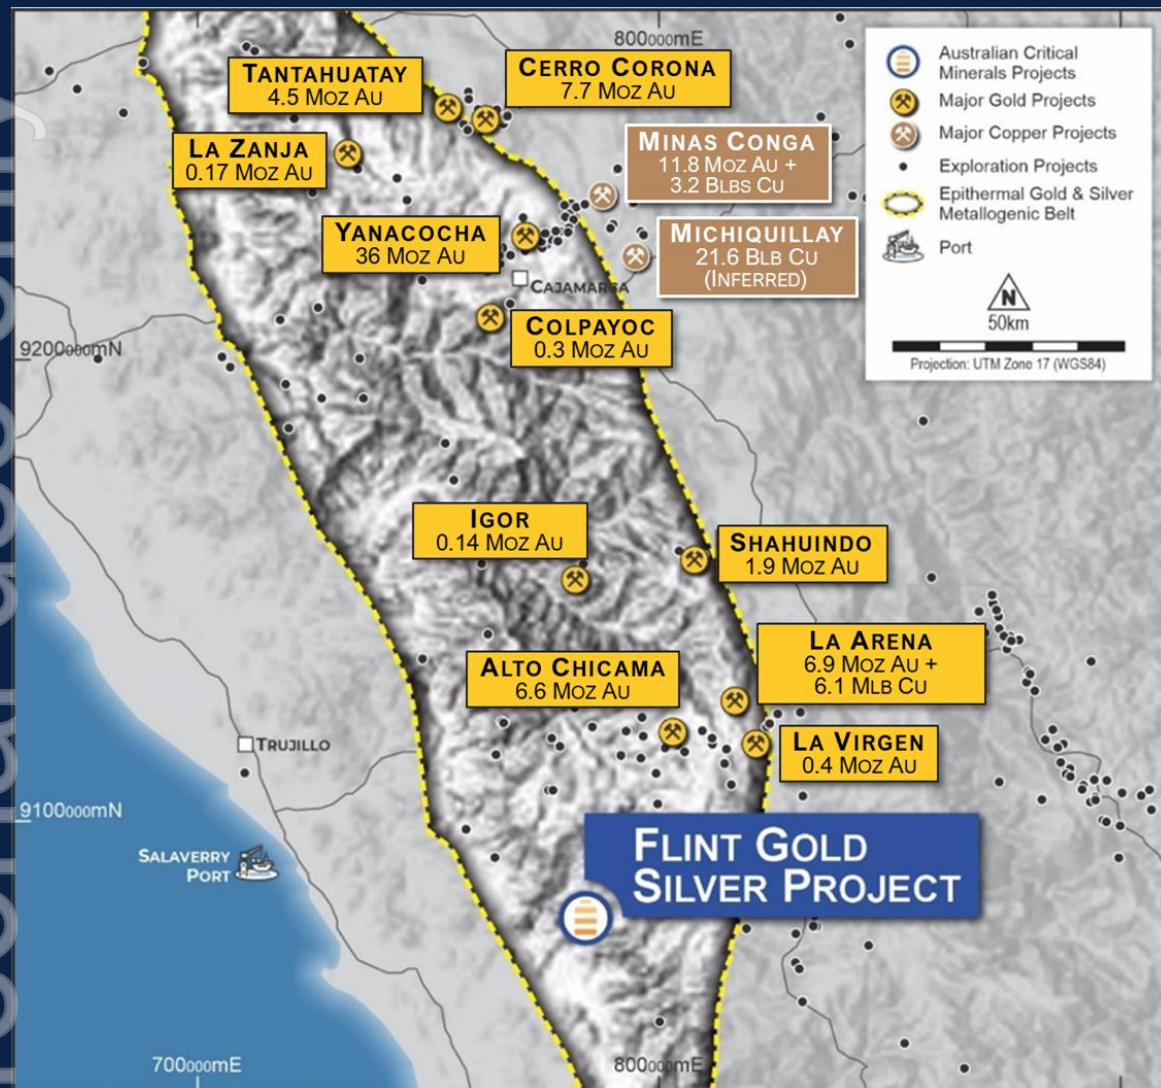 800000mE
TANTAHUATAY
4.5 MOZ AU
CERRO CORONA
7.7 MOZ AU
LA ZANJA
0.17 MOZ AU
MINAS CONGA
11.8 MOZ AU +
3.2 BLBS CU
YANACOCHA
36 MOZ AU
MICHIQUILLAY
21.6 BLB CU
(INFERRED)
CAJAMARCA
COLPAYOC
0.3 MOZ AU
9200000mN
Australian Critical
Minerals Projects
Major Gold Projects
Major Copper Projects
Exploration Projects
Epithermal Gold & Silver
Metallogenic Belt
Port
N
50km
Projection: UTM Zone 17 (WGS84)
IGOR
0.14 MOZ AU
SHAHUINDO
1.9 MOZ AU
LA ARENA
6.9 MOZ AU +
6.1 MLB CU
ALTO CHICAMA
6.6 MOZ AU
LA VIRGEN
0.4 MOZ AU
TRUJILLO
9100000mN
SALAVERRY
PORT
FLINT GOLD
SILVER PROJECT
700000mE
800000mE
For personal use only